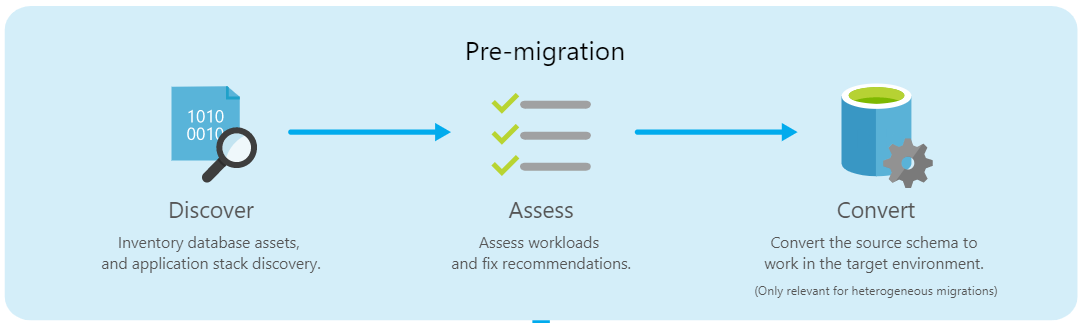 Pre-migration
1010
0010
Discover
Inventory database assets,
and application stack discovery.
Assess
Assess workloads
and fix recommendations.
Convert
Convert the source schema to
work in the target environment.
(Only relevant for heterogeneous migrations)